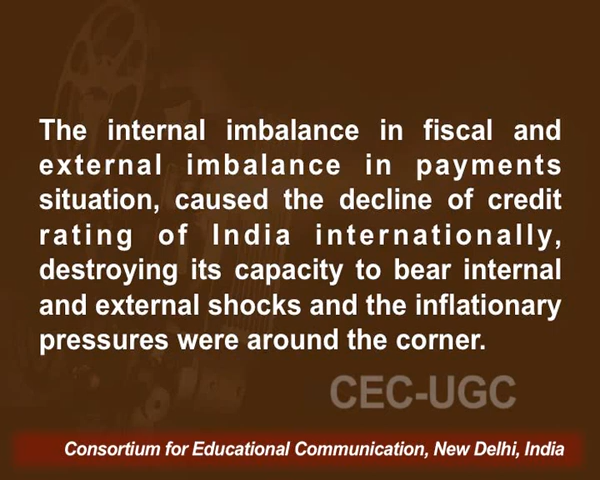 The internal imbalance in fiscal and
external imbalance in payments
situation, caused the decline of credit
rating of India internationally,
destroying its capacity to bear internal
and external shocks and the inflationary
pressures were around the corner.
CEC-UGC
Consortium for Educational Communication, New Delhi, India